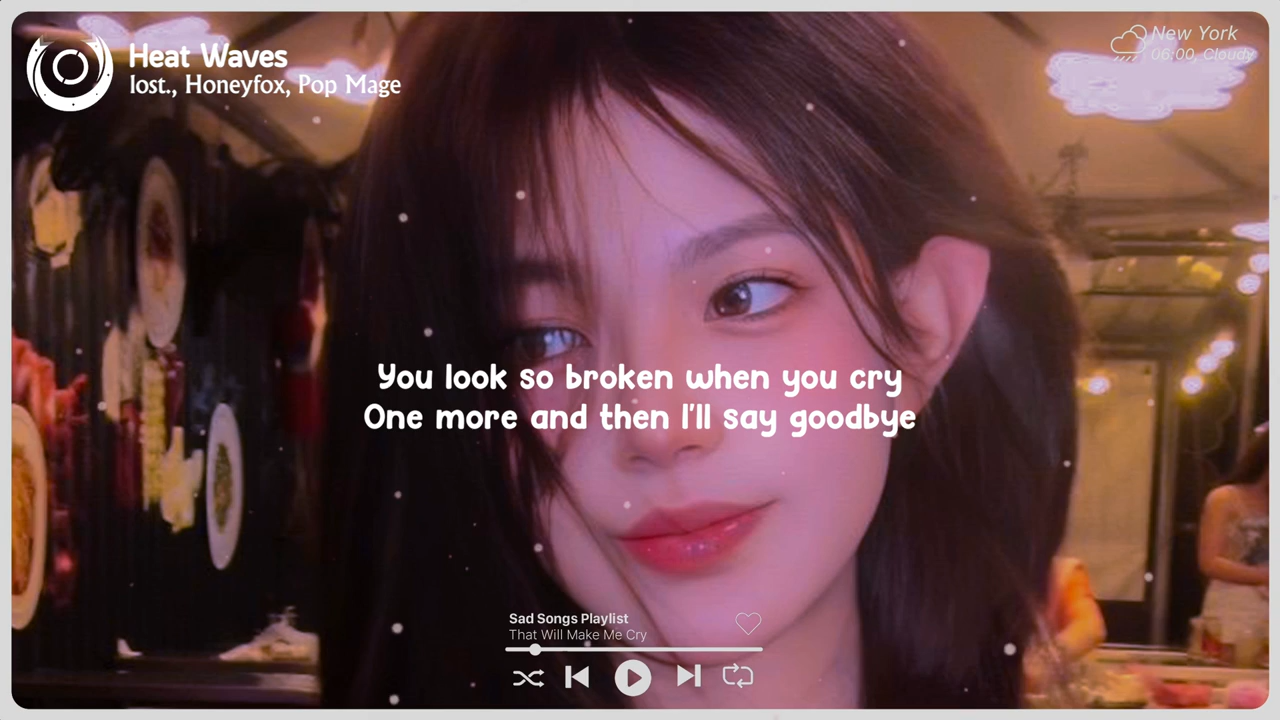 Heat Waves
lost., Honeyfox, Pop Mage
New York
06:00, Cloudy
You look so broken when you cry
One more and then I'll say goodbye
Sad Songs Playlist
That Will Make Me Cry